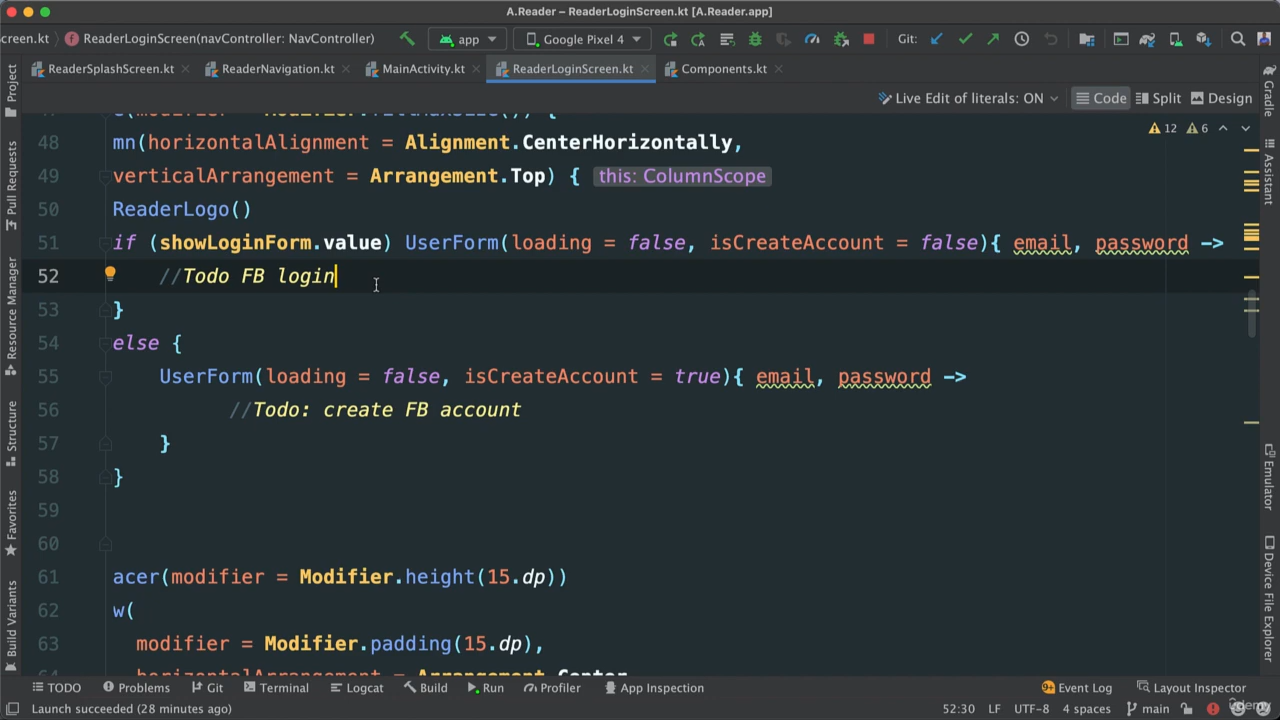 A.Reader – ReaderLoginScreen.kt [A.Reader.app]
creen.kt ReaderLoginScreen(navController: NavController) app Google Pixel 4 Git:
ReaderSplashScreen.kt ReaderNavigation.kt MainActivity.kt ReaderLoginScreen.kt Components.kt
Live Edit of literals: ON Code Split Design
12 6
48 mn(horizontalAlignment = Alignment.CenterHorizontally,
49 verticalArrangement = Arrangement.Top) { this: ColumnScope
50 ReaderLogo()
51 if (showLoginForm.value) UserForm(loading = false, isCreateAccount = false){ email, password ->
52 //Todo FB login
53 }
54 else {
55 UserForm(loading = false, isCreateAccount = true){ email, password ->
56 //Todo: create FB account
57 }
58 }
59
60
61 acer(modifier = Modifier.height(15.dp))
62 w(
63 modifier = Modifier.padding(15.dp),
Project
Pull Requests
Resource Manager
Structure
Favorites
Build Variants
Gradle
Assistant
Emulator
Device File Explorer
TODO Problems Git Terminal Logcat Build Run Profiler App Inspection Event Log Layout Inspector
Launch succeeded (28 minutes ago) 52:30 LF UTF-8 4 spaces main
udemy